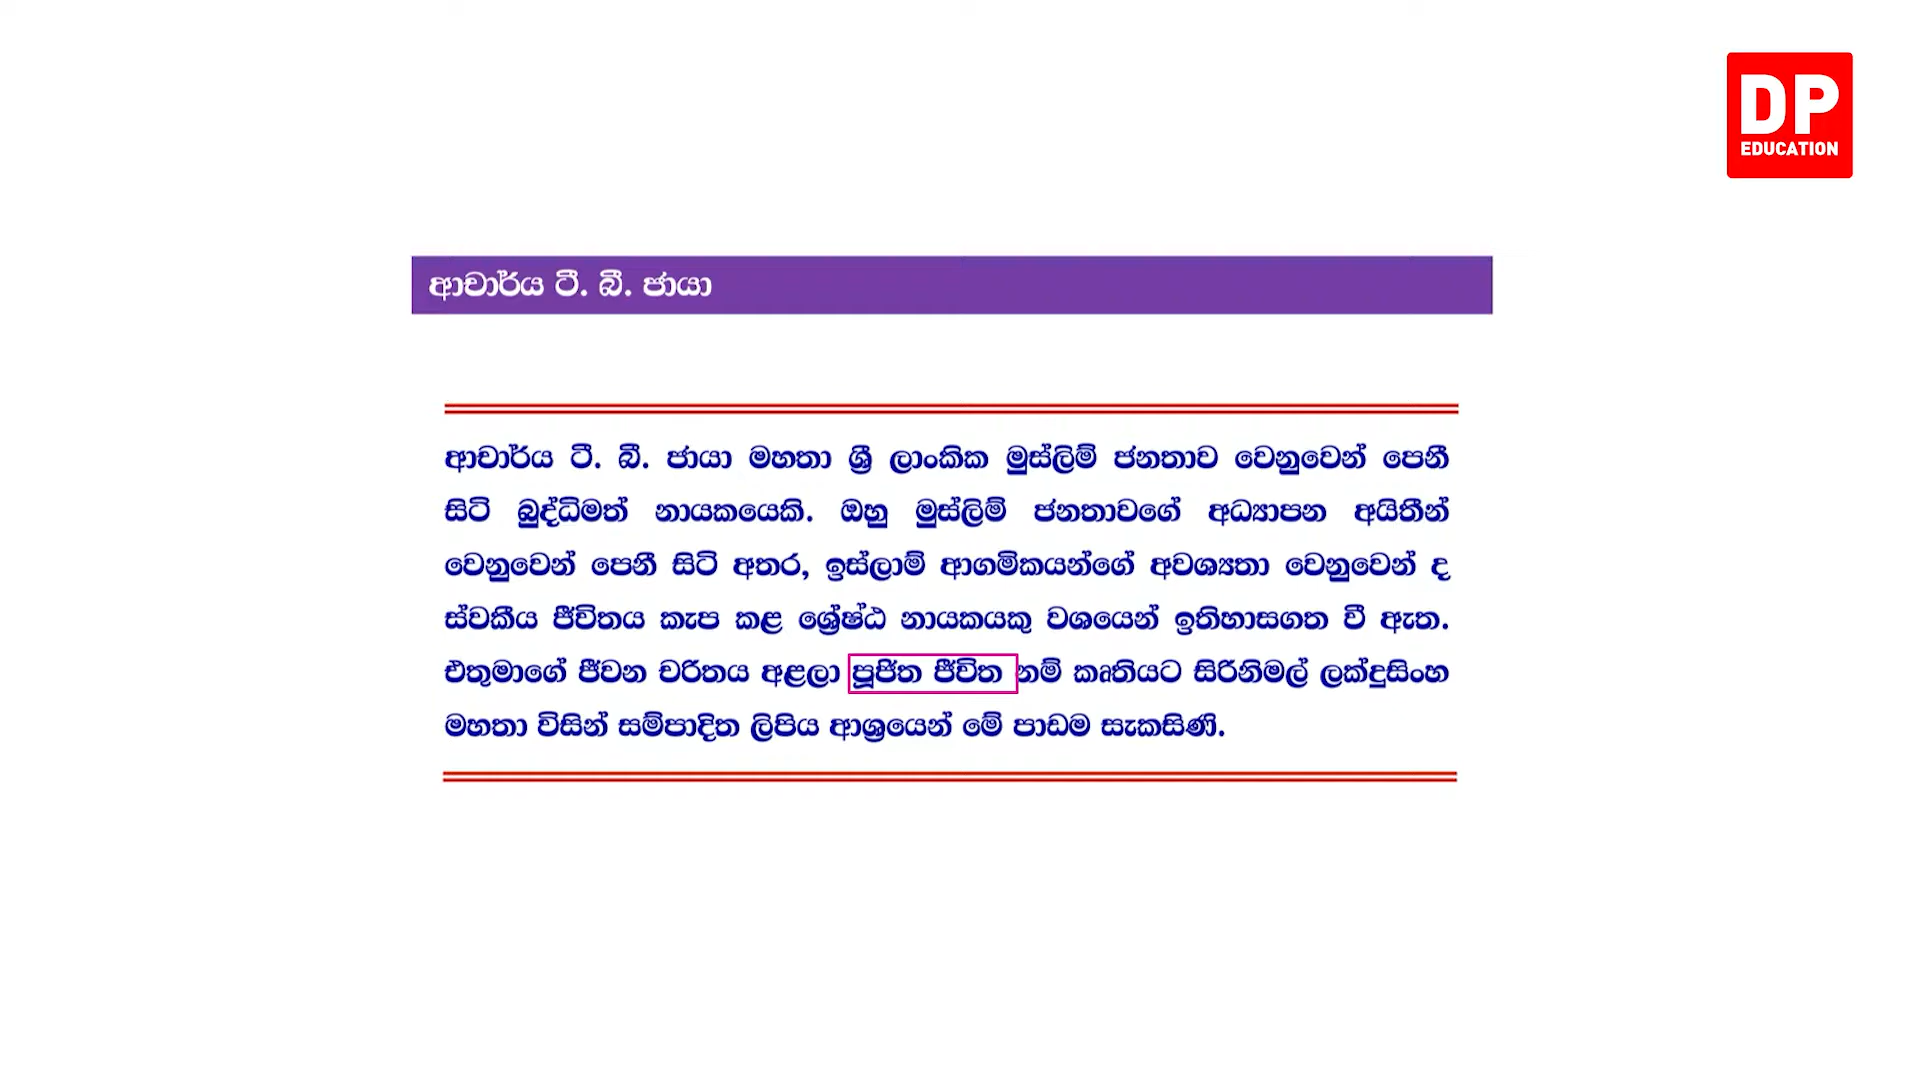 DP
EDUCATION
ආචාර්ය ටී. බී. ජායා
ආචාර්ය ටී. බී. ජායා මහතා ශ්‍රී ලාංකික මුස්ලිම් ජනතාව වෙනුවෙන් පෙනී
සිටි බුද්ධිමත් නායකයෙකි. ඔහු මුස්ලිම් ජනතාවගේ අධ්‍යාපන අයිතීන්
වෙනුවෙන් පෙනී සිටි අතර, ඉස්ලාම් ආගමිකයන්ගේ අවශ්‍යතා වෙනුවෙන් ද
ස්වකීය ජීවිතය කැප කළ ශ්‍රේෂ්ඨ නායකයකු වශයෙන් ඉතිහාසගත වී ඇත.
එතුමාගේ ජීවන චරිතය අළලා පූජිත ජීවිත නම් කෘතියට සිරිනිමල් ලක්දුසිංහ
මහතා විසින් සම්පාදිත ලිපිය ආශ්‍රයෙන් මේ පාඩම සැකසිණි.